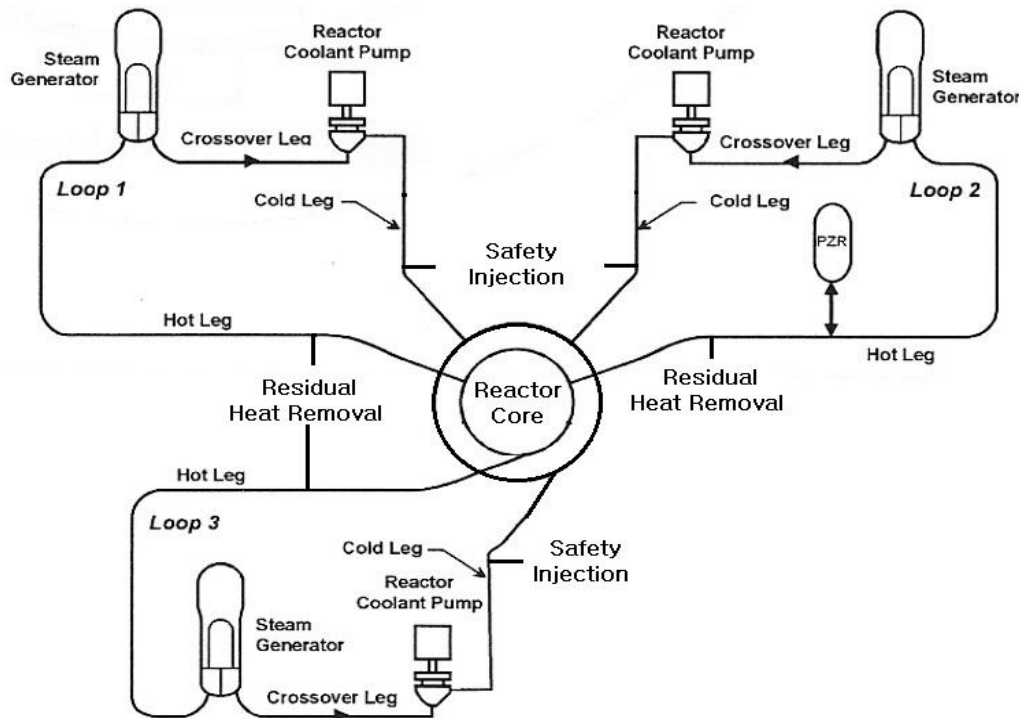 Reactor
Coolant Pump
Steam
Generator
Crossover Leg
Loop 1
Cold Leg
Hot Leg
Reactor
Coolant Pump
Steam
Generator
Crossover Leg
Loop 2
Cold Leg
PZR
Hot Leg
Safety
Injection
Residual
Heat Removal
Reactor
Core
Residual
Heat Removal
Hot Leg
Loop 3
Cold Leg
Safety
Injection
Reactor
Coolant Pump
Steam
Generator
Crossover Leg